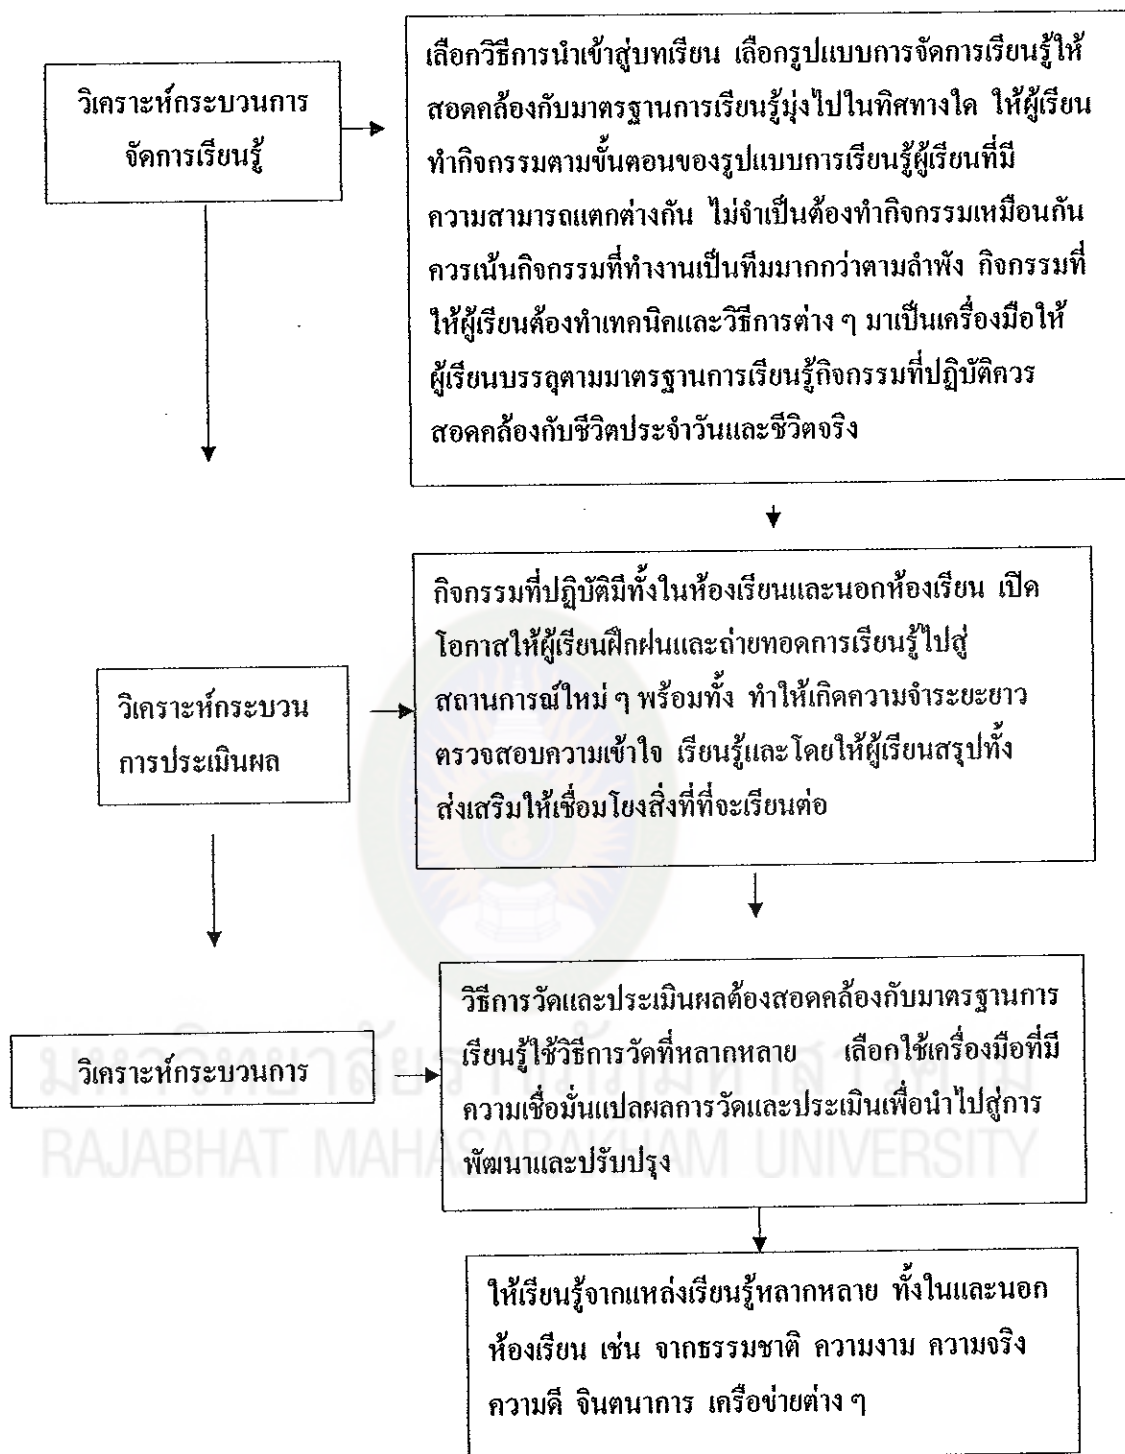 วิเคราะห์กระบวนการ
จัดการเรียนรู้
เลือกวิธีการนำเข้าสู่บทเรียน เลือกรูปแบบการจัดการเรียนรู้ให้
สอดคล้องกับมาตรฐานการเรียนรู้มุ่งไปในทิศทางใด ให้ผู้เรียน
ทำกิจกรรมตามขั้นตอนของรูปแบบการเรียนรู้ผู้เรียนที่มี
ความสามารถแตกต่างกัน ไม่จำเป็นต้องทำกิจกรรมเหมือนกัน
ควรเน้นกิจกรรมที่ทำงานเป็นทีมมากกว่าตามลำพัง กิจกรรมที่
ให้ผู้เรียนต้องทำเทคนิคและวิธีการต่าง ๆ มาเป็นเครื่องมือให้
ผู้เรียนบรรลุตามมาตรฐานการเรียนรู้กิจกรรมที่ปฏิบัติควร
สอดคล้องกับชีวิตประจำวันและชีวิตจริง
วิเคราะห์กระบวน
การประเมินผล
กิจกรรมที่ปฏิบัติมีทั้งในห้องเรียนและนอกห้องเรียน เปิด
โอกาสให้ผู้เรียนฝึกฝนและถ่ายทอดการเรียนรู้ไปสู่
สถานการณ์ใหม่ ๆ พร้อมทั้ง ทำให้เกิดความจำระยะยาว
ตรวจสอบความเข้าใจ เรียนรู้และโดยให้ผู้เรียนสรุปทั้ง
ส่งเสริมให้เชื่อมโยงสิ่งที่ที่จะเรียนต่อ
วิเคราะห์กระบวนการ
วิธีการวัดและประเมินผลต้องสอดคล้องกับมาตรฐานการ
เรียนรู้ใช้วิธีการวัดที่หลากหลาย เลือกใช้เครื่องมือที่มี
ความเชื่อมั่นแปลผลการวัดและประเมินเพื่อนำไปสู่การ
พัฒนาและปรับปรุง
มหาวิทยาลัยราชภัฏมหาสารคาม
RAJABHAT MAHASARAKHAM UNIVERSITY
ให้เรียนรู้จากแหล่งเรียนรู้หลากหลาย ทั้งในและนอก
ห้องเรียน เช่น จากธรรมชาติ ความงาม ความจริง
ความดี จินตนาการ เครือข่ายต่าง ๆ